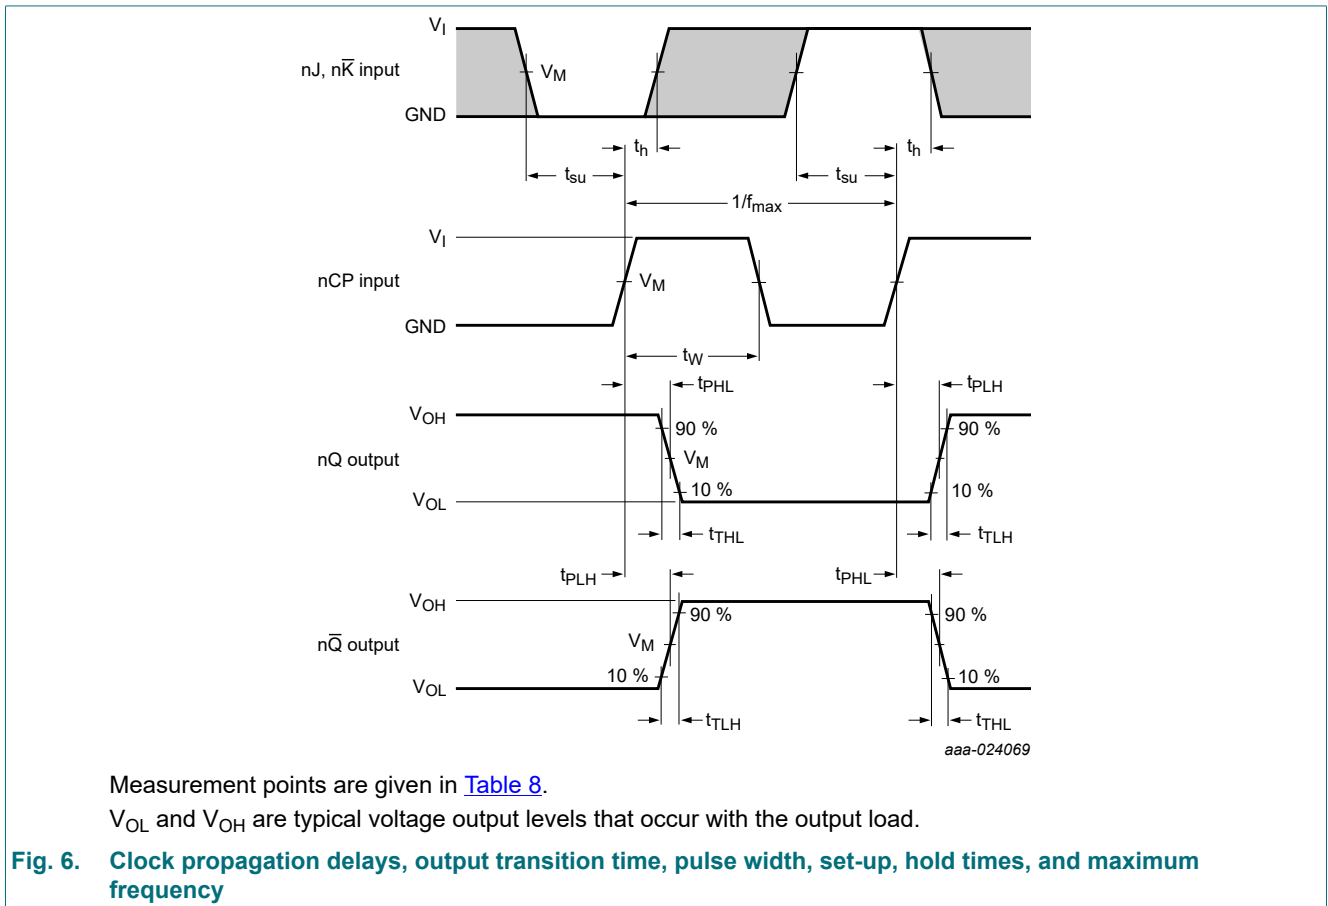 VI
nJ, nK̅ input
VM
GND
th
th
tsu
tsu
1/fmax
VI
nCP input
VM
GND
tW
tPHL
tPLH
VOH
90 %
90 %
nQ output
VM
10 %
10 %
VOL
tTHL
tTLH
tPLH
tPHL
VOH
90 %
90 %
nQ̅ output
VM
10 %
10 %
VOL
tTLH
tTHL
aaa-024069
Measurement points are given in Table 8.
VOL and VOH are typical voltage output levels that occur with the output load.
Fig. 6. Clock propagation delays, output transition time, pulse width, set-up, hold times, and maximum
frequency